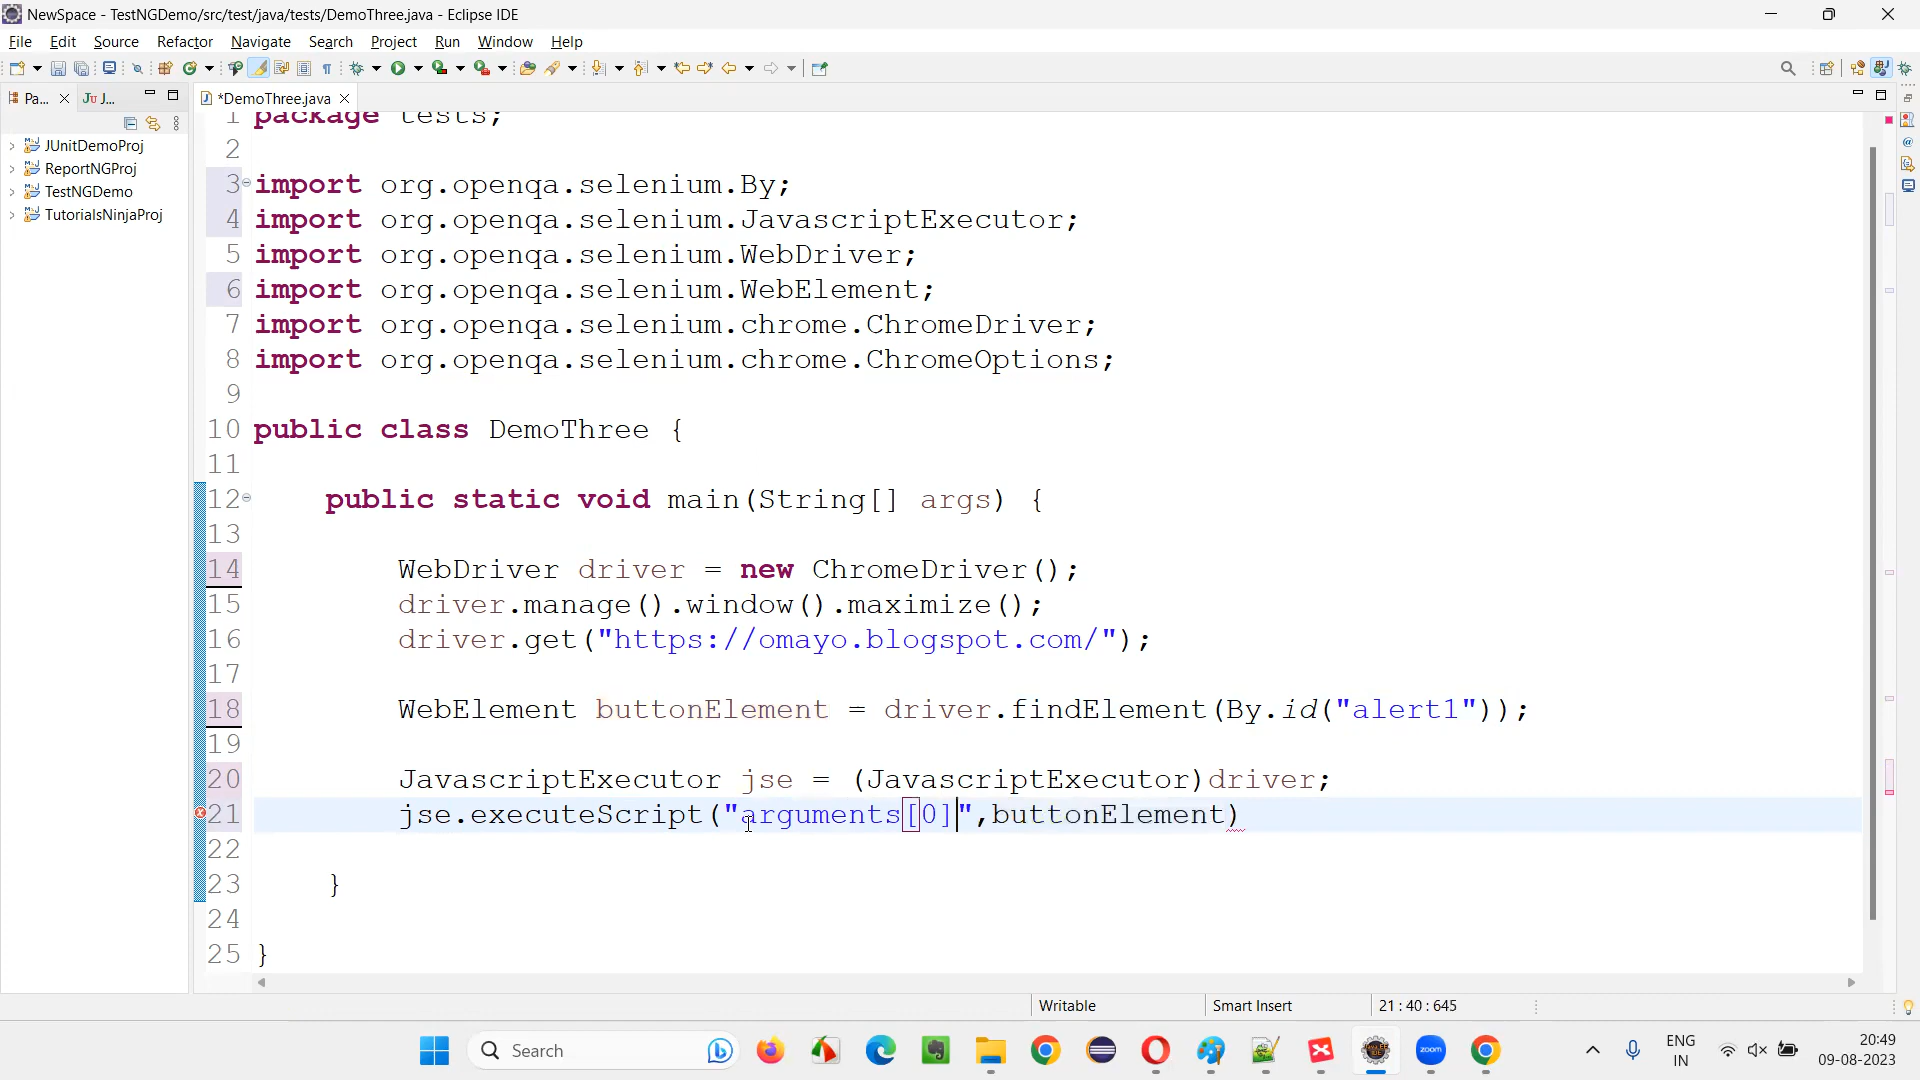 NewSpace - TestNGDemo/src/test/java/tests/DemoThree.java - Eclipse IDE
File Edit Source Refactor Navigate Search Project Run Window Help
Pa... Ju J... *DemoThree.java
JUnitDemoProj
ReportNGProj
TestNGDemo
TutorialsNinjaProj
1 package tests;
2
3 import org.openqa.selenium.By;
4 import org.openqa.selenium.JavascriptExecutor;
5 import org.openqa.selenium.WebDriver;
6 import org.openqa.selenium.WebElement;
7 import org.openqa.selenium.chrome.ChromeDriver;
8 import org.openqa.selenium.chrome.ChromeOptions;
9
10 public class DemoThree {
11
12 public static void main(String[] args) {
13
14 WebDriver driver = new ChromeDriver();
15 driver.manage().window().maximize();
16 driver.get("https://omayo.blogspot.com/");
17
18 WebElement buttonElement = driver.findElement(By.id("alert1"));
19
20 JavascriptExecutor jse = (JavascriptExecutor)driver;
21 jse.executeScript("arguments[0]",buttonElement)
22
23 }
24
25 }
Writable Smart Insert 21 : 40 : 645
Search zoom ENG 20:49
IN 09-08-2023